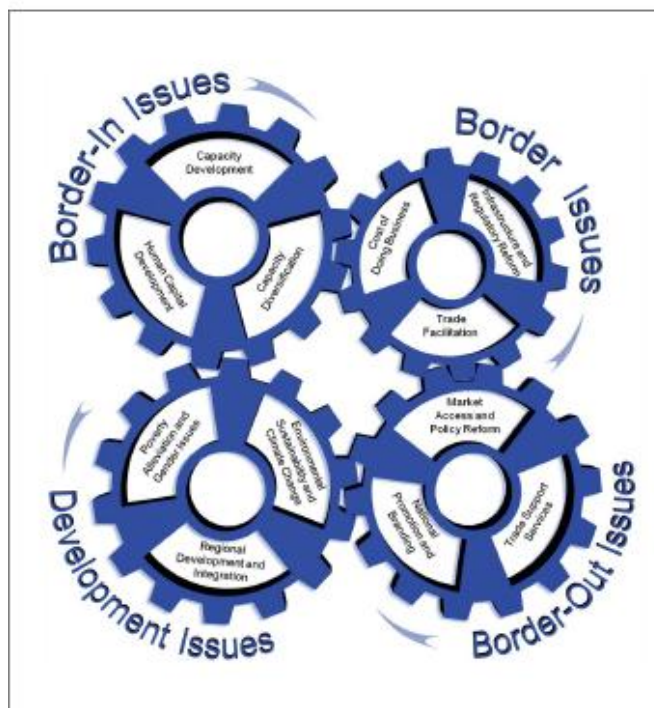 Border-In Issues
Capacity
Development
Human Capital
Development
Capacity
Diversification
Border Issues
Cost of
Doing Business
Infrastructure and
Regulatory Reform
Trade
Facilitation
Development Issues
Poverty
Alleviation and
Gender Issues
Environmental
Sustainability and
Climate Change
Regional
Development and
Integration
Border-Out Issues
Market
Access and
Policy Reform
National
Promotion and
Branding
Trade Support
Services